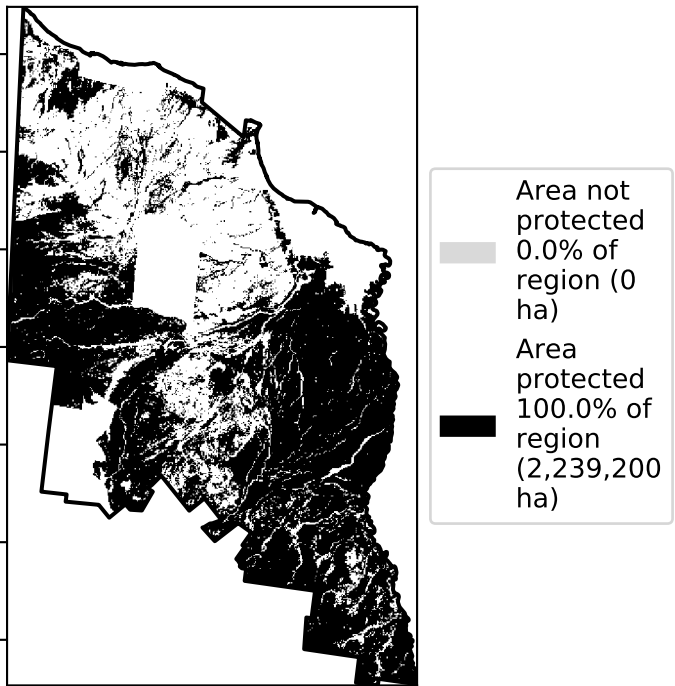 Area not
protected
0.0% of
region (0
ha)
Area
protected
100.0% of
region
(2,239,200
ha)